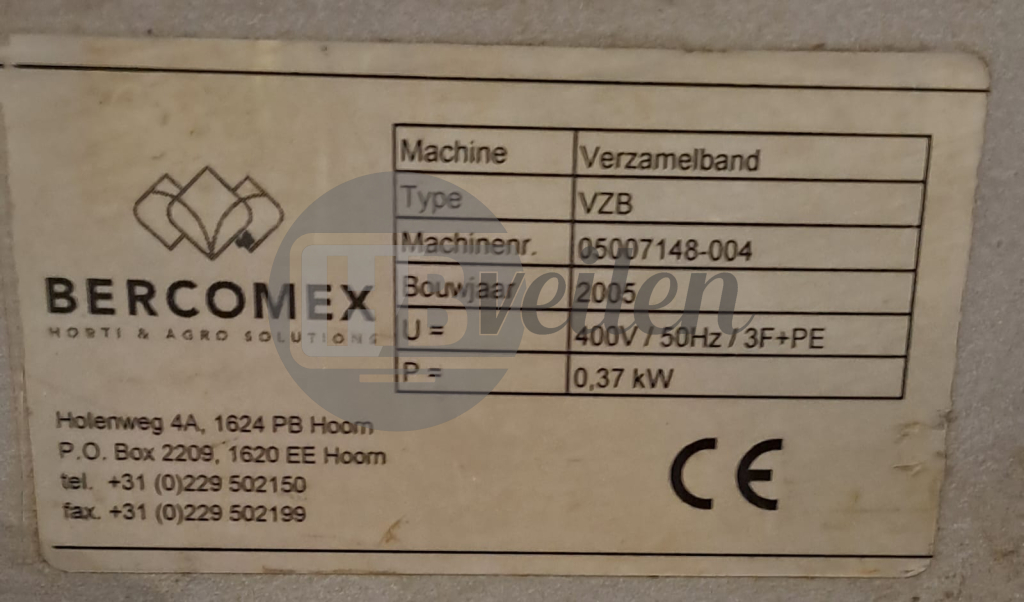 BERCOMEX
HORTI & AGRO SOLUTIONS
Machine Verzamelband
Type VZB
Machinenr. 05007148-004
Bouwjaar 2005
U = 400V / 50Hz / 3F+PE
P = 0,37 kW
Holenweg 4A, 1624 PB Hoorn
P.O. Box 2209, 1620 EE Hoorn
tel. +31 (0)229 502150
fax. +31 (0)229 502199
CE
HB veilen